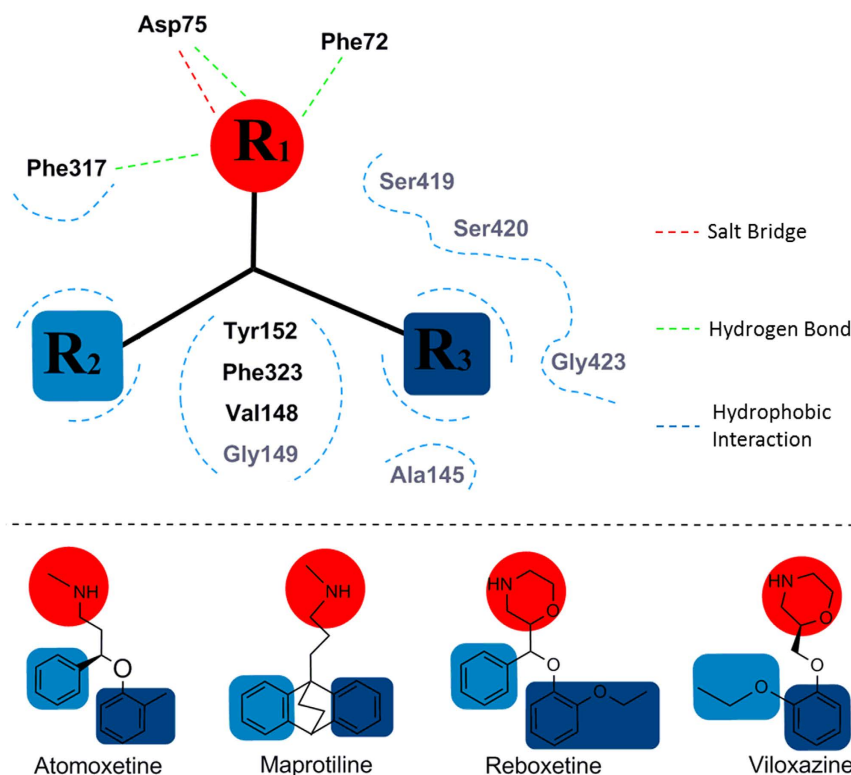 Asp75
Phe72
R1
Phe317
Ser419
Ser420
Salt Bridge
Tyr152
Hydrogen Bond
R2
R3
Phe323
Gly423
Val148
Hydrophobic
Interaction
Gly149
Ala145
NH
O
Atomoxetine
NH
Maprotiline
HN
O
O
O
Reboxetine
HN
O
O
O
Viloxazine